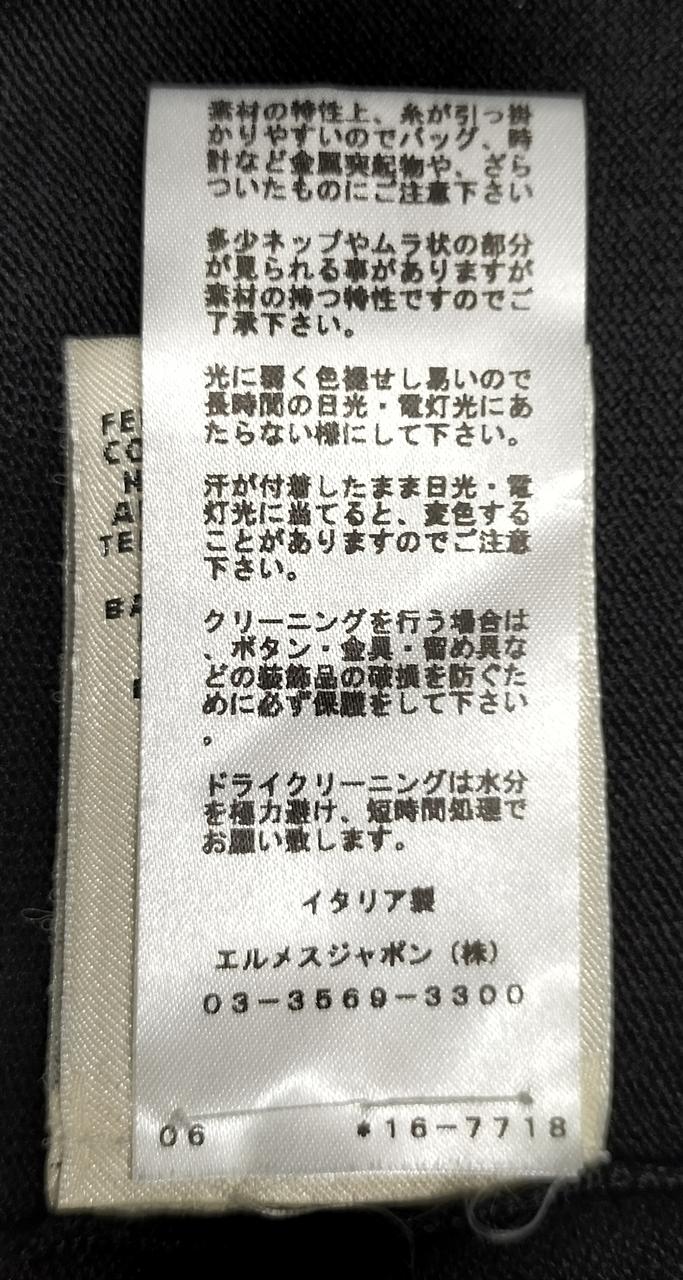 素材の特性上、糸が引っ掛
かりやすいのでバッグ、時
計など金属突起物や、ざら
ついたものにご注意下さい
多少ネップやムラ状の部分
が見られる事がありますが
素材の持つ特性ですのでご
了承下さい。
光に弱く色褪せし易いので
長時間の日光・電灯光にあ
たらない様にして下さい。
汗が付着したまま日光・電
灯光に当てると、変色する
ことがありますのでご注意
下さい。
クリーニングを行う場合は
、ボタン・金具・留め具な
どの装飾品の破損を防ぐた
めに必ず保護をして下さい
。
ドライクリーニングは水分
を極力避け、短時間処理で
お願い致します。
イタリア製
エルメスジャポン（株）
03-3569-3300
06 *16-7718